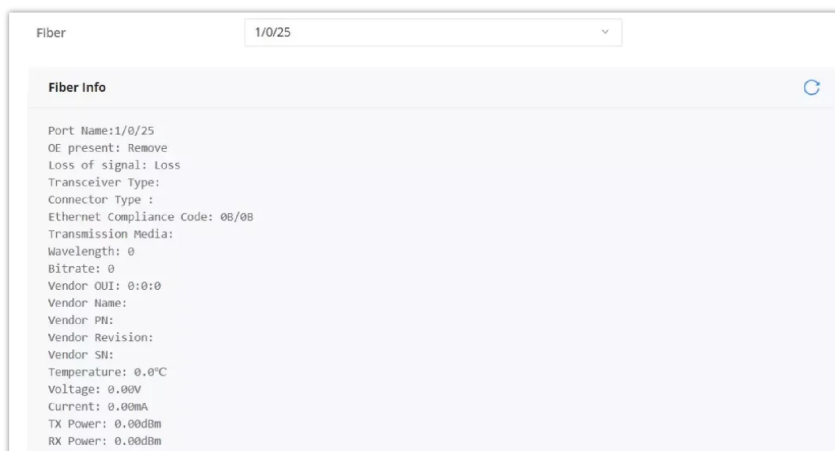 Fiber
1/0/25
Fiber Info
Port Name:1/0/25
OE present: Remove
Loss of signal: Loss
Transceiver Type:
Connector Type :
Ethernet Compliance Code: 0B/0B
Transmission Media:
Wavelength: 0
Bitrate: 0
Vendor OUI: 0:0:0
Vendor Name:
Vendor PN:
Vendor Revision:
Vendor SN:
Temperature: 0.0℃
Voltage: 0.00V
Current: 0.00mA
TX Power: 0.00dBm
RX Power: 0.00dBm